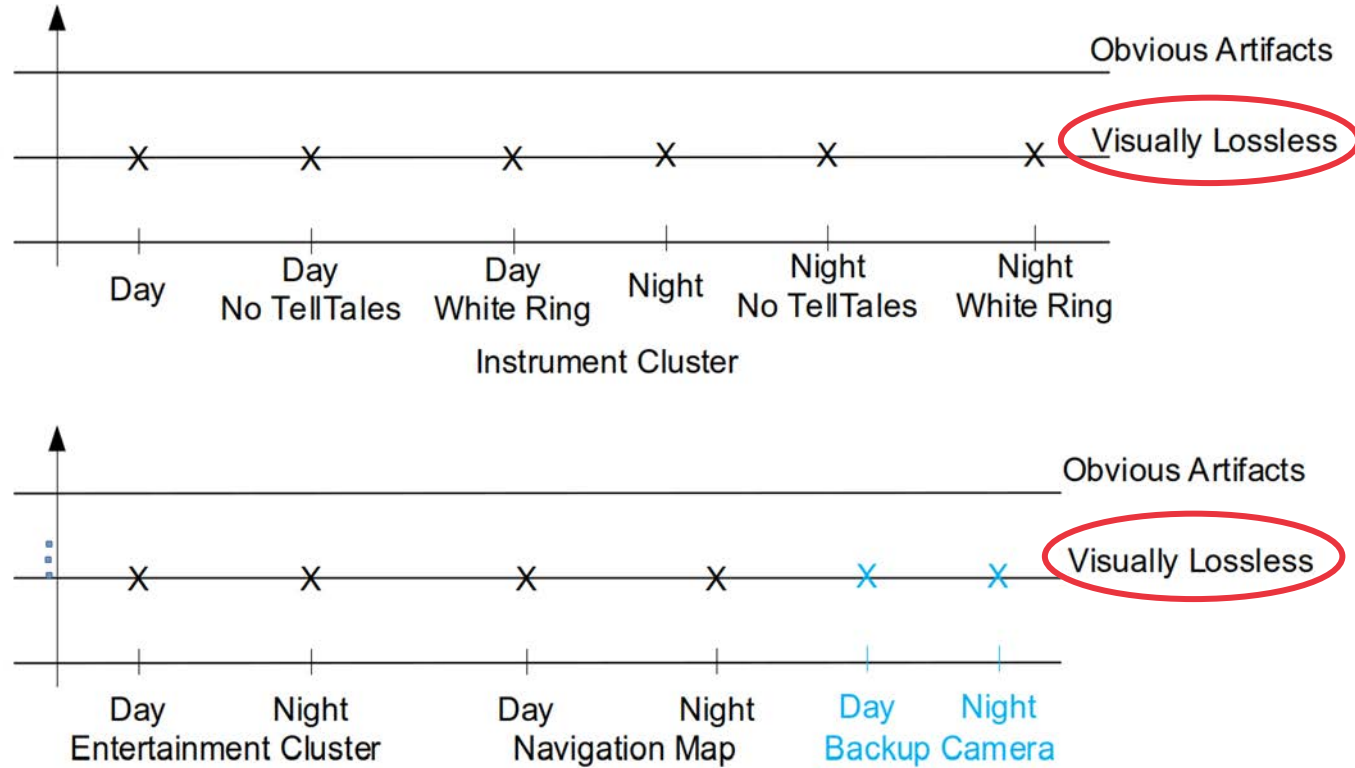 Obvious Artifacts
Visually Lossless
X X X X X X
Day
Day
No TellTales
Day
White Ring
Night
Night
No TellTales
Night
White Ring
Instrument Cluster
Obvious Artifacts
Visually Lossless
X X X X X X
Day Night
Entertainment Cluster
Day Night
Navigation Map
Day Night
Backup Camera